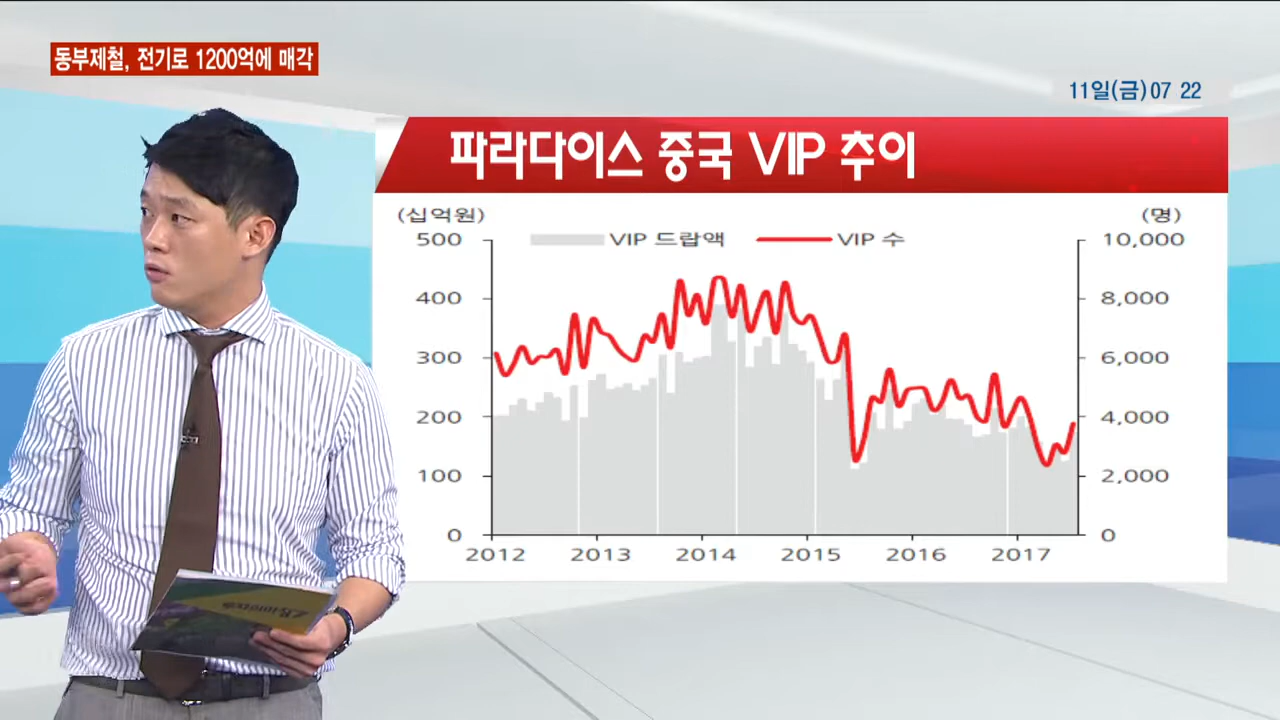 동부제철, 전기로 1200억에 매각
11일(금) 07 22
파라다이스 중국 VIP 추이
(십억원) (명)
VIP 드랍액 VIP 수
500 10,000
400 8,000
300 6,000
200 4,000
100 2,000
0 0
2012 2013 2014 2015 2016 2017